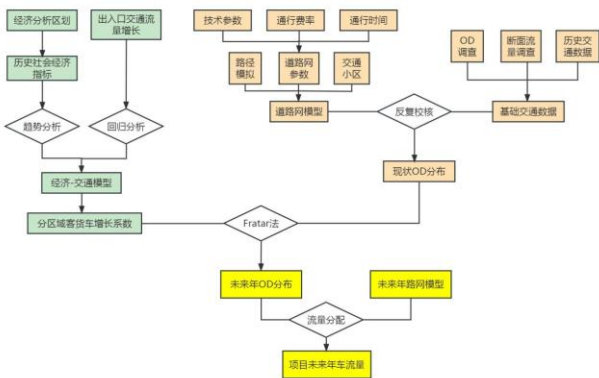 经济分析区划
出入口交通流
量增长
技术参数
通行费率
通行时间
历史社会经济
指标
路径
模拟
道路网
参数
交通
小区
OD
调查
断面流
量调查
历史交
通数据
趋势分析
回归分析
道路网模型
反复校核
基础交通数据
经济-交通模型
现状OD分布
分区域客货车增长系数
Fratar法
未来年OD分布
未来年路网模型
流量分配
项目未来年车流量